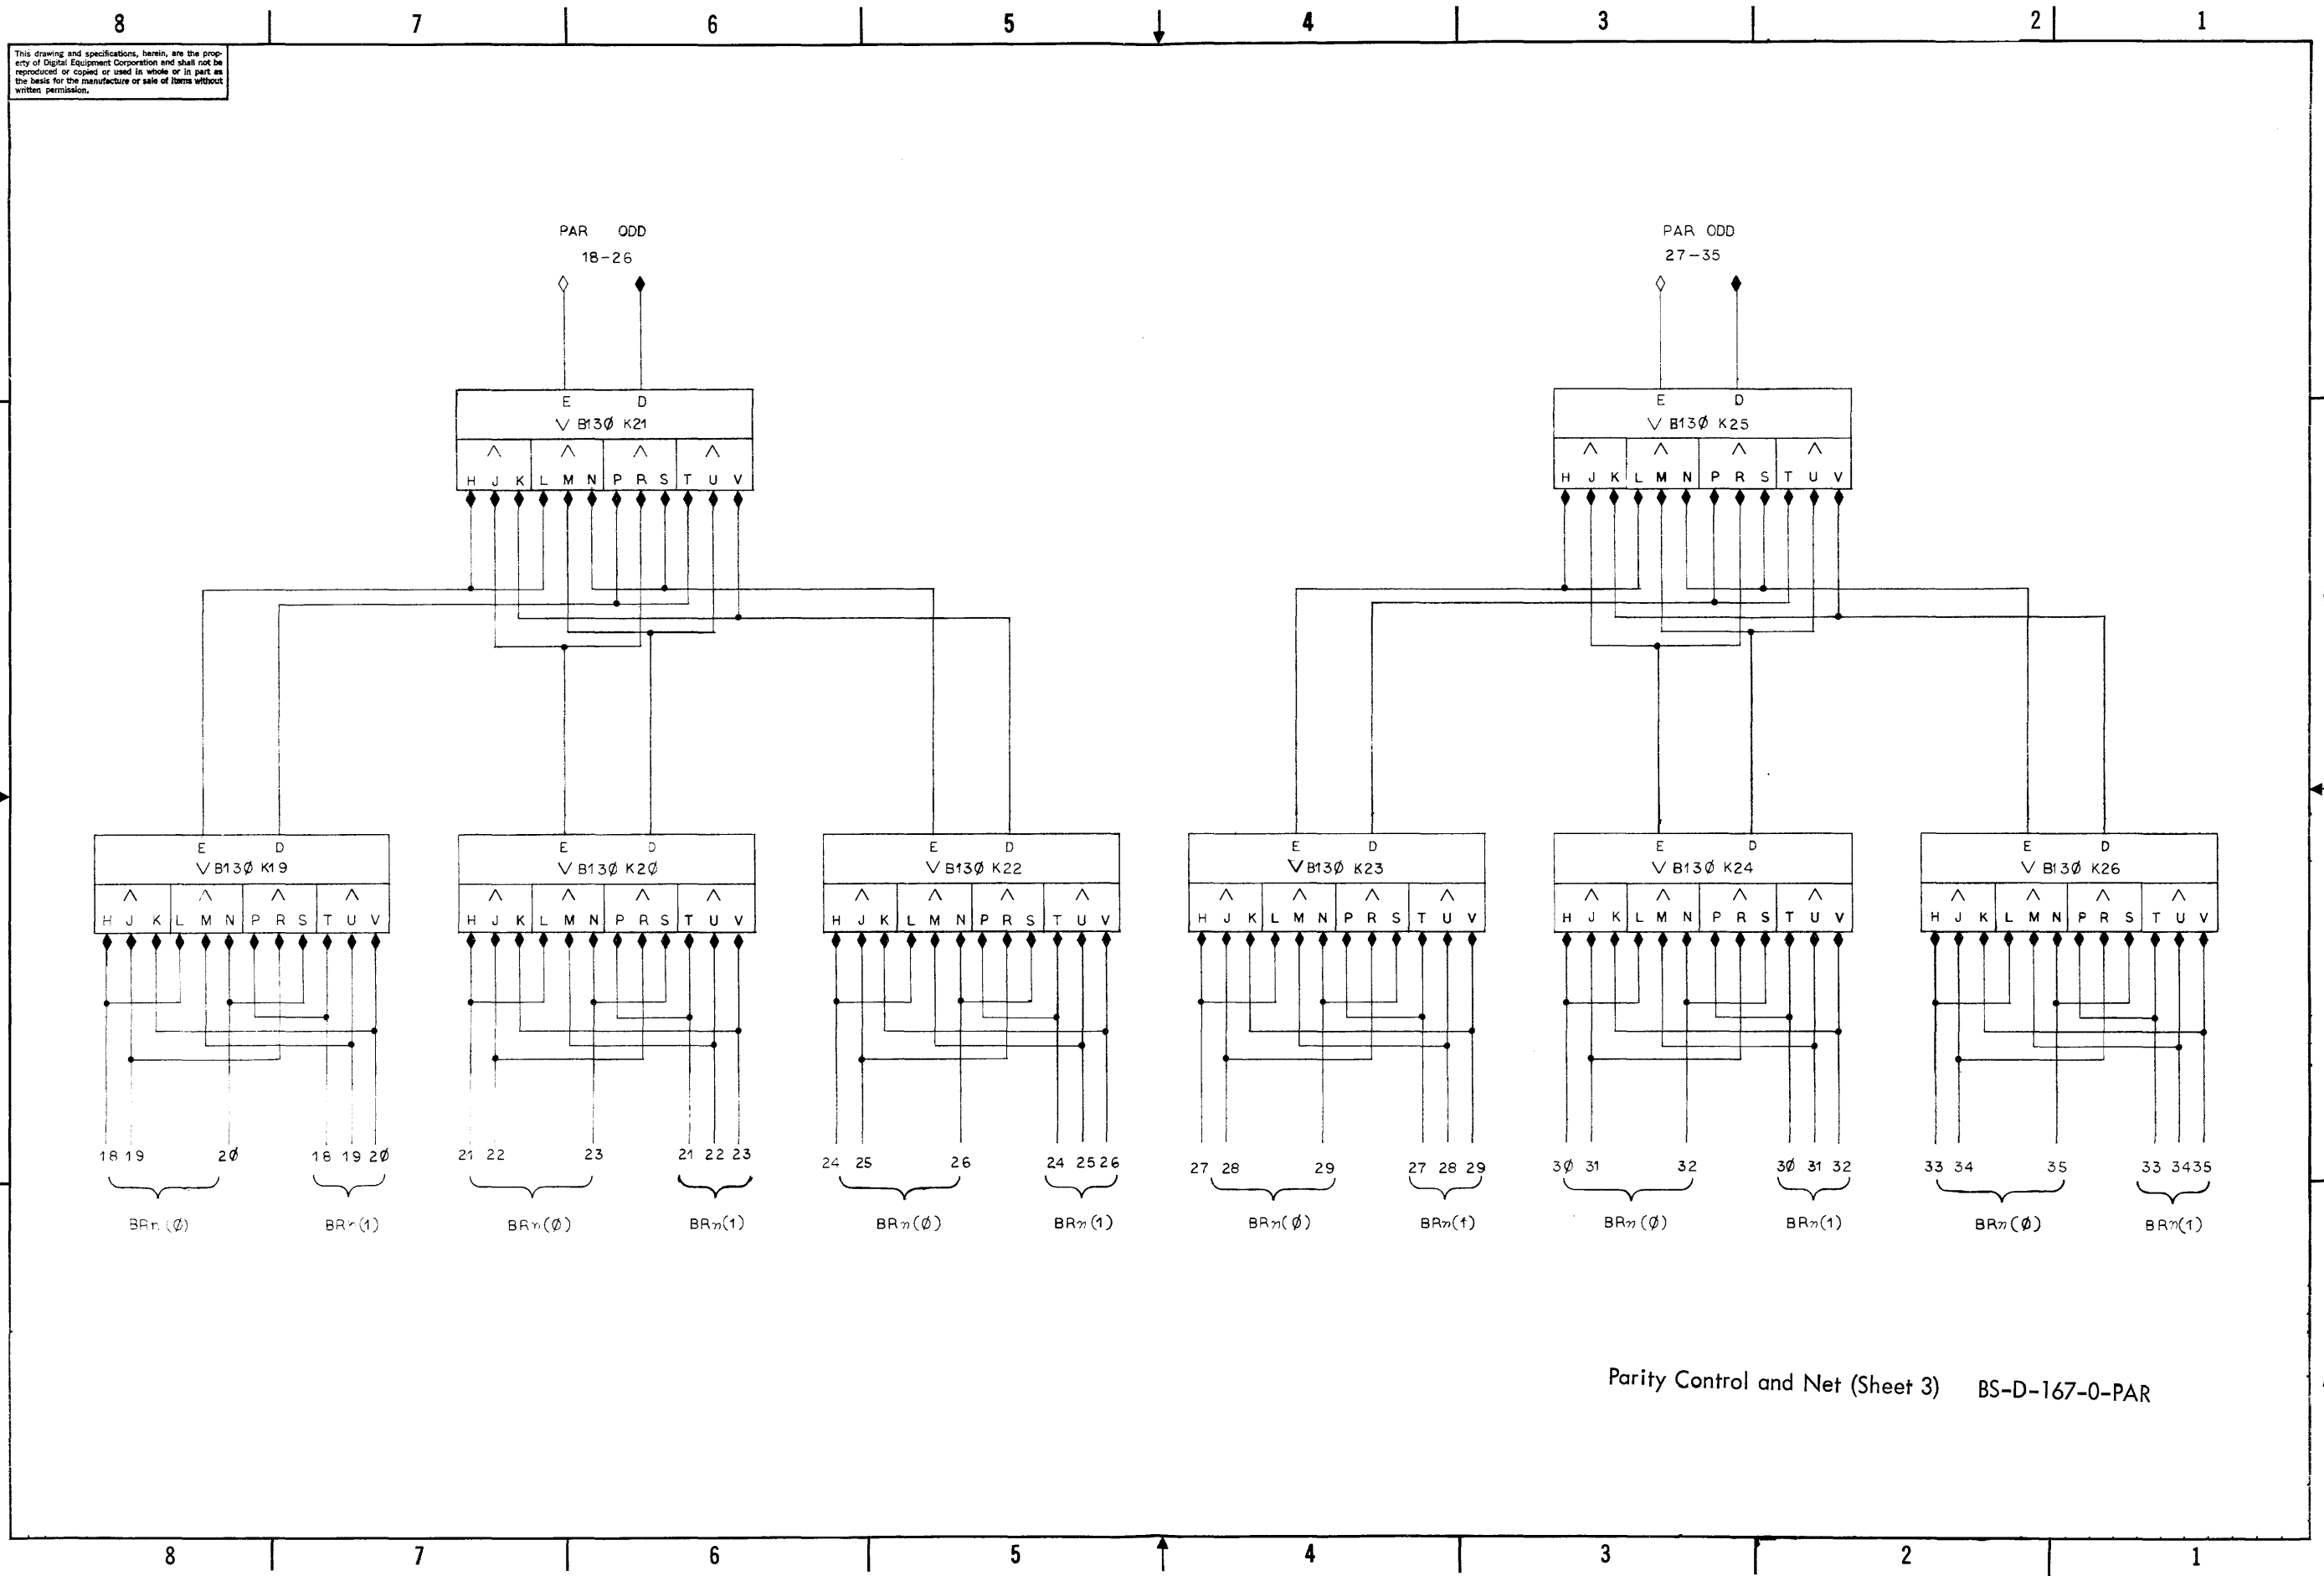 8 7 6 5 4 3 2 1
This drawing and specifications, herein, are the prop-
erty of Digital Equipment Corporation and shall not be
reproduced or copied or used in whole or in part as
the basis for the manufacture or sale of items without
written permission.
PAR ODD
18-26
PAR ODD
27-35
E D
V B13Ø K21
Λ Λ Λ Λ
H J K L M N P R S T U V
E D
V B13Ø K25
Λ Λ Λ Λ
H J K L M N P R S T U V
E D
V B13Ø K19
Λ Λ Λ Λ
H J K L M N P R S T U V
E D
V B13Ø K2Ø
Λ Λ Λ Λ
H J K L M N P R S T U V
E D
V B13Ø K22
Λ Λ Λ Λ
H J K L M N P R S T U V
E D
V B13Ø K23
Λ Λ Λ Λ
H J K L M N P R S T U V
E D
V B13Ø K24
Λ Λ Λ Λ
H J K L M N P R S T U V
E D
V B13Ø K26
Λ Λ Λ Λ
H J K L M N P R S T U V
18 19 2Ø 18 19 2Ø
21 22 23 21 22 23
24 25 26 24 25 26
27 28 29 27 28 29
3Ø 31 32 3Ø 31 32
33 34 35 33 34 35
BRn(Ø) BRn(1)
BRn(Ø) BRn(1)
BRn(Ø) BRn(1)
BRn(Ø) BRn(1)
BRn(Ø) BRn(1)
BRn(Ø) BRn(1)
Parity Control and Net (Sheet 3) BS-D-167-0-PAR
8 7 6 5 4 3 2 1